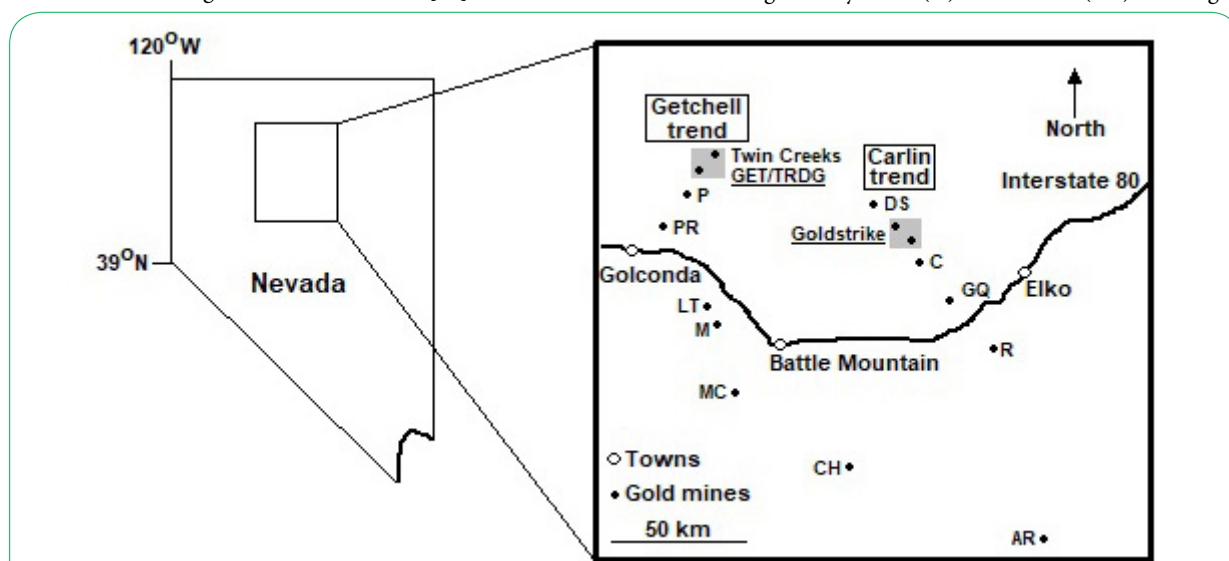 120°W
39°N
Nevada
Getchell
trend
Twin Creeks
GET/TRDG
P
PR
Carlin
trend
DS
Goldstrike
C
GQ
North
Interstate 80
Golconda
Elko
LT
M
Battle Mountain
R
MC
CH
AR
Towns
Gold mines
50 km